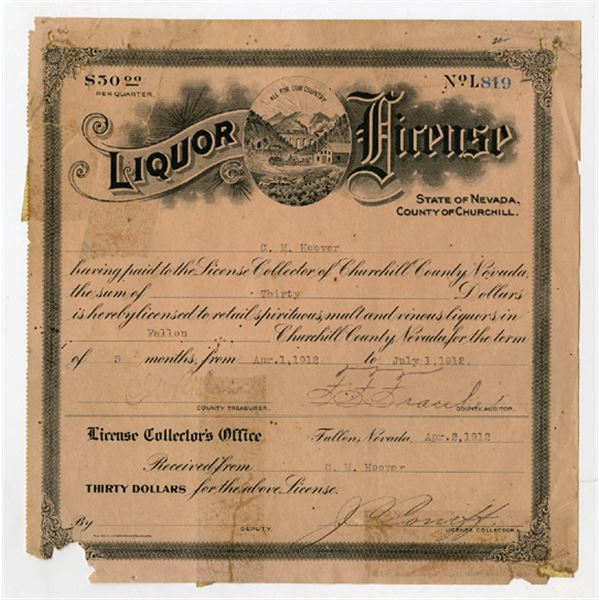 $30 00
PER QUARTER.
No L819
ALL FOR OUR COUNTRY
LIQUOR License
STATE OF NEVADA,
COUNTY OF CHURCHILL.
C. M. Hoover
having paid to the License Collector of Churchill County, Nevada,
the sum of Thirty Dollars
is hereby licensed to retail spirituous, malt and vinous liquors, in
Fallon Churchill County, Nevada, for the term
of 3 months, from Apr.1,1912 to July 1,1912.
COUNTY TREASURER. COUNTY AUDITOR.
License Collector's Office Fallon, Nevada, Apr.2,1912
Received from C. M. Hoover
THIRTY DOLLARS for the above License.
By
DEPUTY. LICENSE COLLECTOR